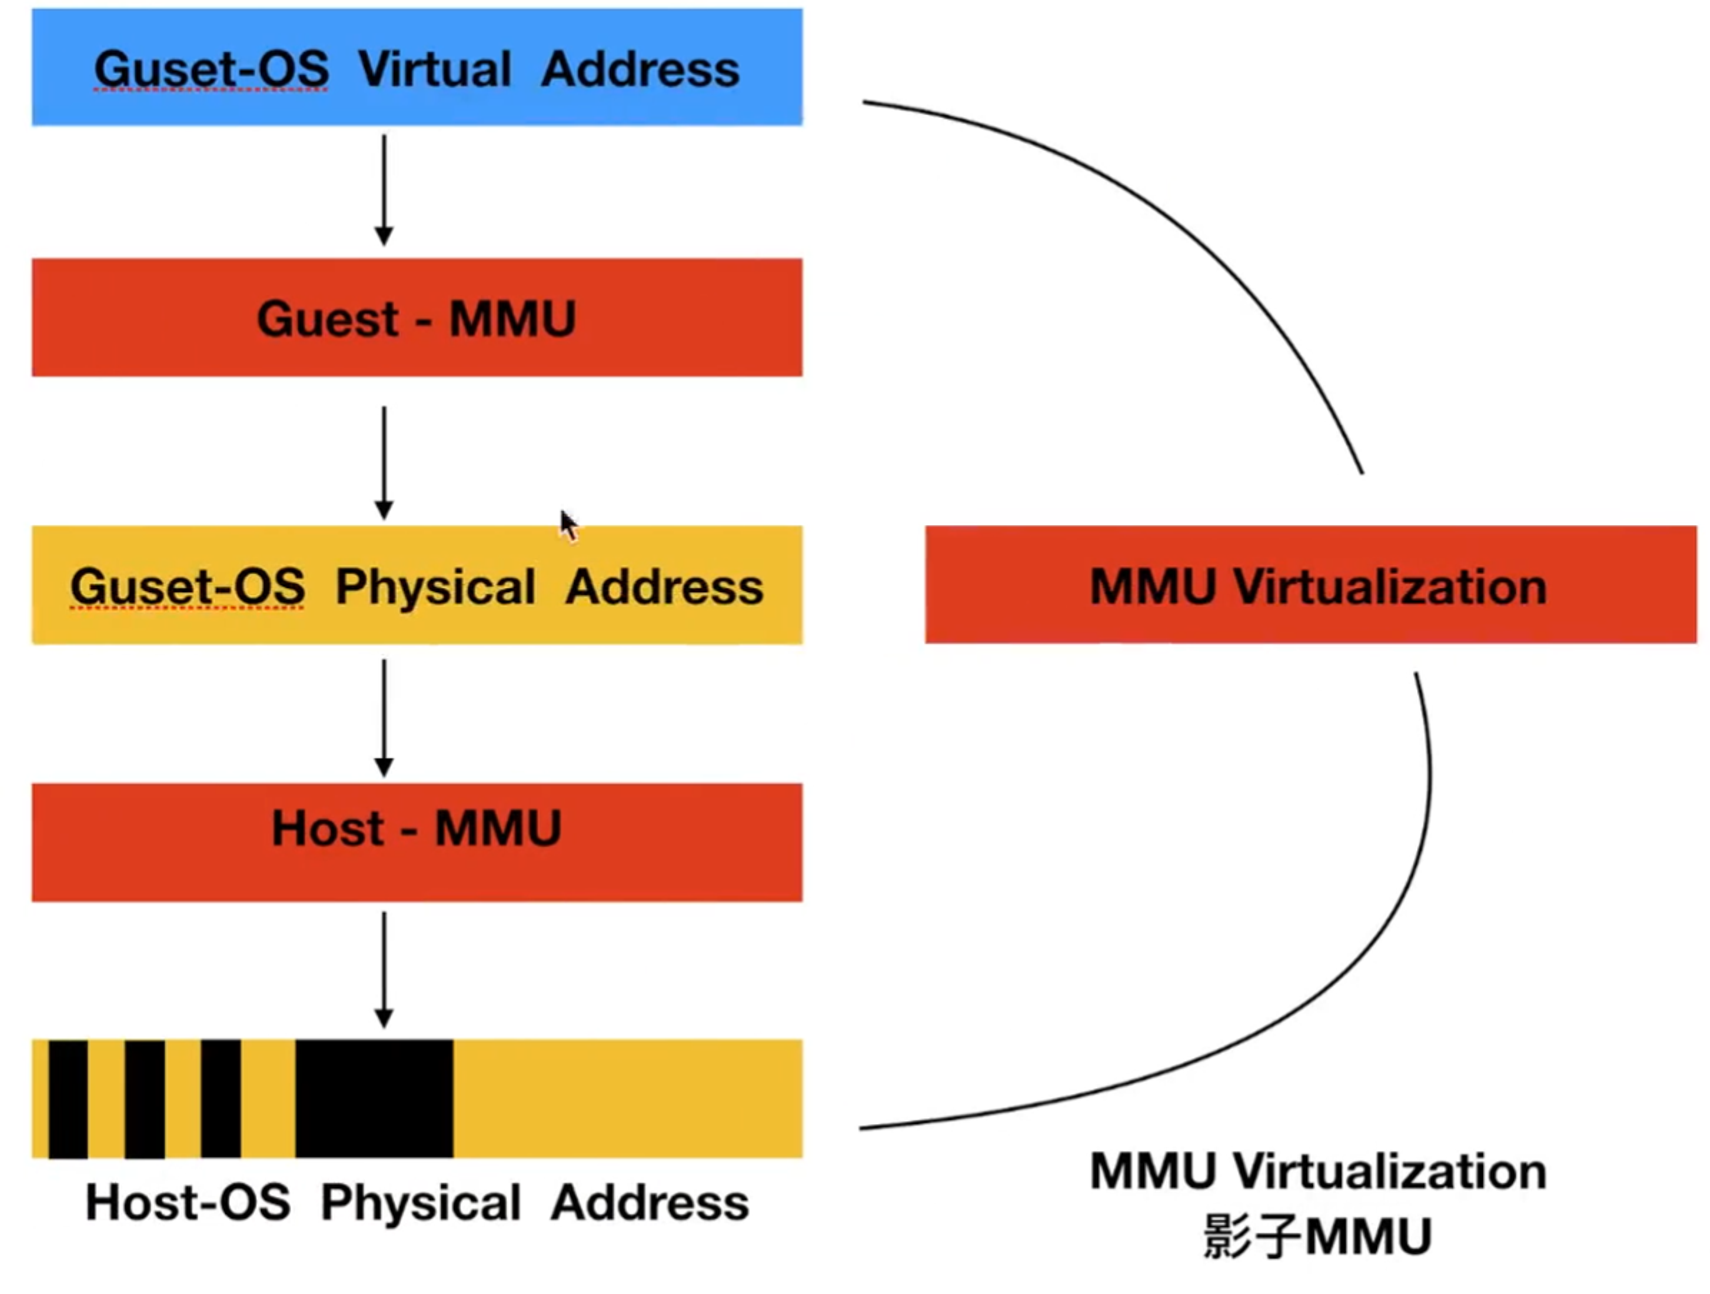 Guset-OS Virtual Address
Guest - MMU
Guset-OS Physical Address
MMU Virtualization
Host - MMU
Host-OS Physical Address
MMU Virtualization
影子MMU